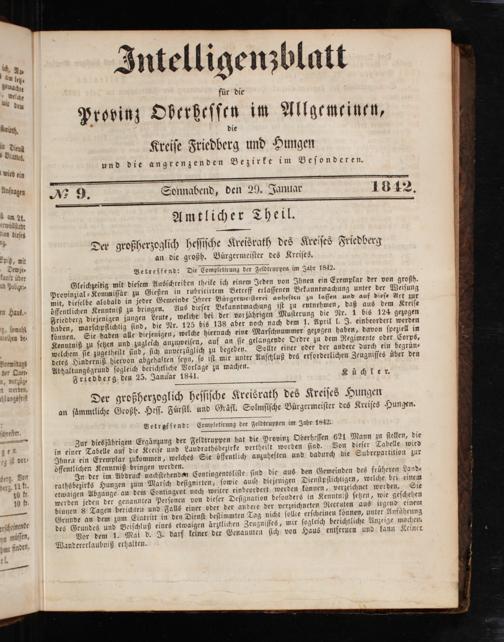 Intelligenzblatt
für die
Provinz Oberhessen im Allgemeinen,
die
Kreise Friedberg und Hungen
und die angrenzenden Bezirke im Besonderen.
№ 9. Sonnabend, den 29. Januar 1842.
Amtlicher Theil.
Der großherzoglich hessische Kreisrath des Kreises Friedberg
an die großh. Bürgermeister des Kreises.
Betreffend: Die Completirung der Feldtruppen im Jahr 1842.
Gleichzeitig mit diesem Ausschreiben theile ich einem Jeden von Ihnen ein Exemplar der von großh.
Provinzial-Kommissär zu Gießen in rubricirtem Betreff erlassenen Bekanntmachung unter der Weisung
mit, dieselbe alsbald in jeder Gemeinde Ihrer Bürgermeisterei anheften zu lassen und auf diese Art zur
öffentlichen Kenntniß zu bringen. Aus dieser Bekanntmachung ist zu entnehmen, daß aus dem Kreise
Friedberg diejenigen jungen Leute, welche bei der vorjährigen Musterung die Nr. 1 bis 124 gezogen
haben, marschpflichtig sind, die Nr. 125 bis 138 aber noch nach dem 1. April l. J. einbeordert werden
können. Sie haben alle diejenigen, welche hiernach eine Marschnummer gezogen haben, davon speziell in
Kenntniß zu setzen und zugleich anzuweisen, auf an sie gelangende Ordre zu dem Regimente oder Corps,
welchem sie zugetheilt sind, sich unverzüglich zu begeben. Sollte einer oder der andere durch ein begründetes
Hinderniß hiervon abgehalten seyn, so ist mir unter Anschluß des erforderlichen Zeugnisses über den
Abhaltungsgrund sogleich berichtliche Vorlage zu machen.
Friedberg den 25. Januar 1841. Küchler.
Der großherzoglich hessische Kreisrath des Kreises Hungen
an sämmtliche Großh. Hess. Fürstl. und Gräfl. Solmsische Bürgermeister des Kreises Hungen.
Betreffend: Completirung der Feldtruppen im Jahr 1842.
Zur diesjährigen Ergänzung der Feldtruppen hat die Provinz Oberhessen 621 Mann zu stellen, die
in einer Tabelle auf die Kreise und Landrathsbezirke vertheilt worden sind. Von dieser Tabelle wird
Ihnen ein Exemplar zukommen, welches Sie öffentlich anzuheften und dadurch die Subrepartition zur
öffentlichen Kenntniß bringen werden.
In der im Abdruck nachstehenden Contingentsliste sind die aus den Gemeinden des früheren Landrathsbezirks
Hungen zum Marsch designirten, sowie auch diejenigen Dienstpflichtigen, welche bei einem
etwaigen Abgange an dem Contingent noch weiter einbeordert werden können, verzeichnet worden. Sie
werden jeden der genannten Personen von dieser Designation besonders in Kenntniß setzen, wie geschehen
binnen 8 Tagen berichten und Falls einer oder der andere der verzeichneten Rekruten aus irgend einem
Grunde an dem zum Eintritt in den Dienst bestimmten Tag nicht sollte erscheinen können, unter Anführung
des Grundes und Beischluß eines etwaigen ärztlichen Zeugnisses, mir sogleich berichtliche Anzeige machen.
Vor dem 1. Mai d. J. darf keiner der Genannten sich von Haus entfernen und kann Keiner
Wandererlaubniß erhalten.